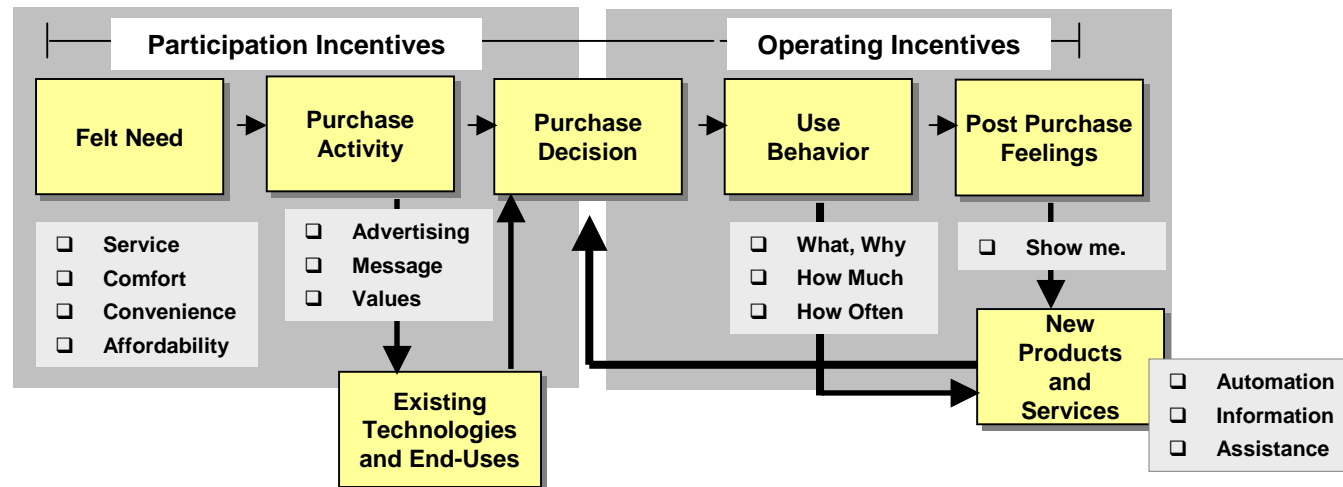 Participation Incentives
Operating Incentives
Felt Need
Purchase
Activity
Purchase
Decision
Use
Behavior
Post Purchase
Feelings
❑ Service
❑ Comfort
❑ Convenience
❑ Affordability
❑ Advertising
❑ Message
❑ Values
❑ What, Why
❑ How Much
❑ How Often
❑ Show me.
Existing
Technologies
and End-Uses
New
Products
and
Services
❑ Automation
❑ Information
❑ Assistance